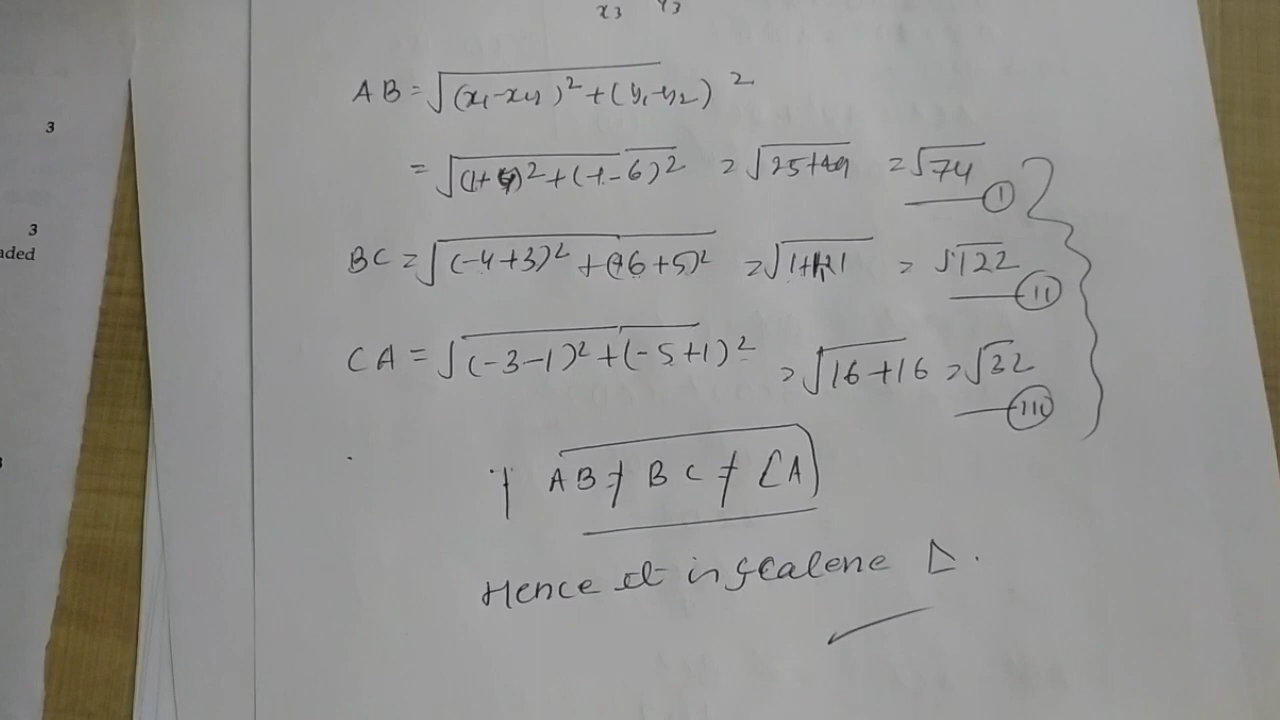 3
3
aded
x3 y3
AB = √(x1-x2)²+(y1-y2)²
= √(1+4)²+(-1-6)² = √25+49 = √74 (I)
BC = √(-4+3)²+(+6+5)² = √1+121 = √122 (II)
CA = √(-3-1)²+(-5+1)² = √16+16 = √32 (III)
AB ≠ BC ≠ CA
Hence it is scalene Δ.